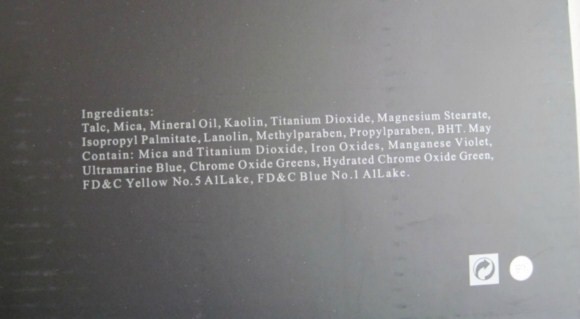 Ingredients:
Talc, Mica, Mineral Oil, Kaolin, Titanium Dioxide, Magnesium Stearate,
Isopropyl Palmitate, Lanolin, Methylparaben, Propylparaben, BHT. May
Contain: Mica and Titanium Dioxide, Iron Oxides, Manganese Violet,
Ultramarine Blue, Chrome Oxide Greens, Hydrated Chrome Oxide Green,
FD&C Yellow No.5 AlLake, FD&C Blue No.1 AlLake.